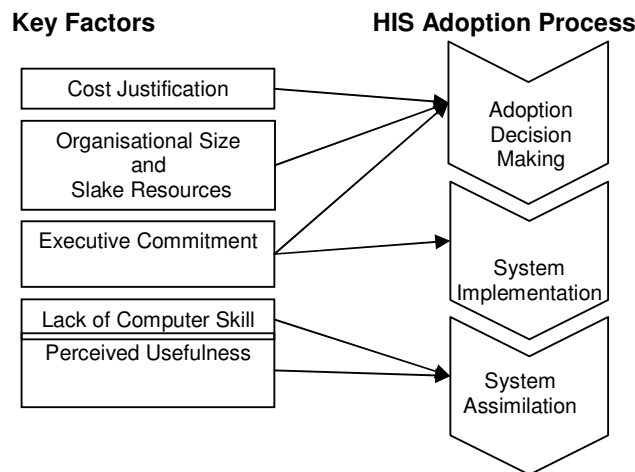 Key Factors
HIS Adoption Process
Cost Justification
Organisational Size
and
Slake Resources
Executive Commitment
Lack of Computer Skill
Perceived Usefulness
Adoption
Decision
Making
System
Implementation
System
Assimilation